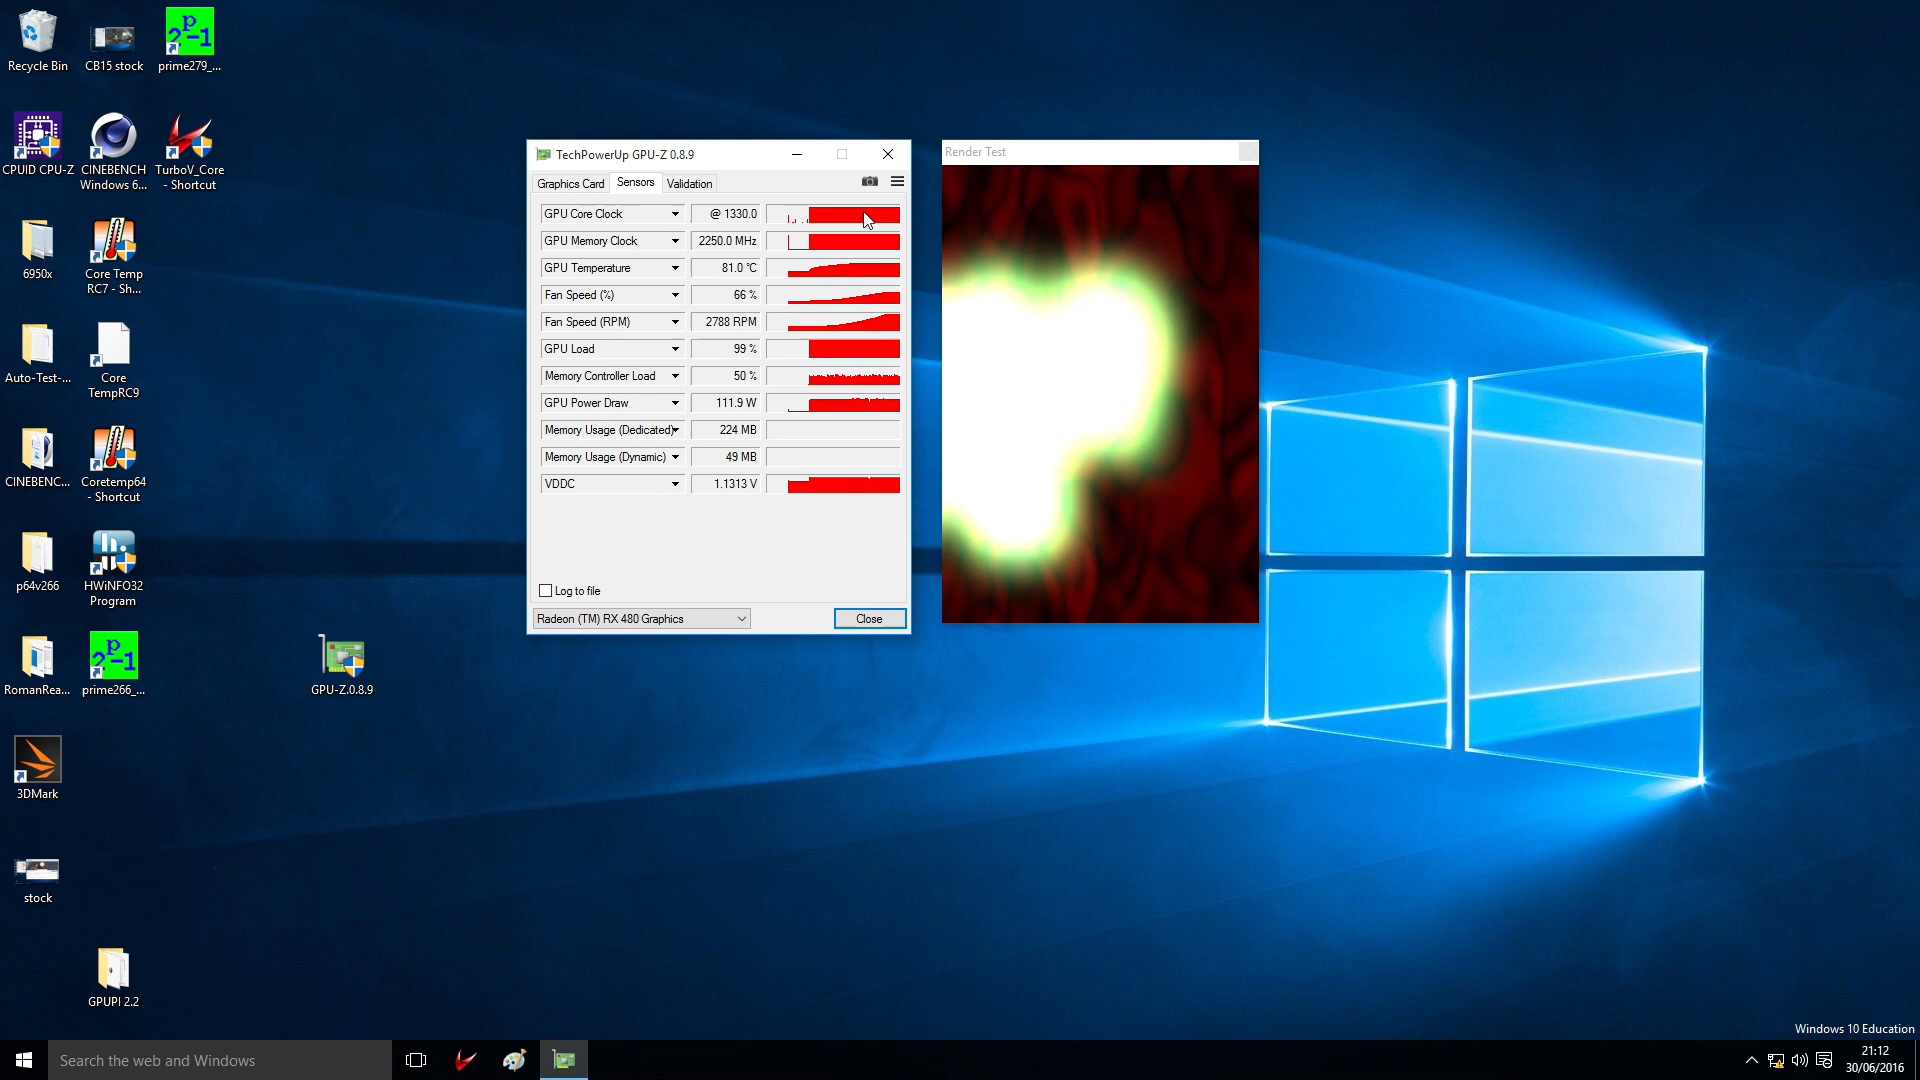 Recycle Bin
CB15 stock
prime279_...
CPUID CPU-Z
CINEBENCH
Windows 6...
TurboV_Core
- Shortcut
6950x
Core Temp
RC7 - Sh...
Auto-Test-...
Core
TempRC9
CINEBENC...
Coretemp64
- Shortcut
p64v266
HWiNFO32
Program
RomanRea...
prime266_...
3DMark
stock
GPUPI 2.2
GPU-Z.0.8.9
TechPowerUp GPU-Z 0.8.9
Graphics Card
Sensors
Validation
GPU Core Clock
@ 1330.0
GPU Memory Clock
2250.0 MHz
GPU Temperature
81.0 °C
Fan Speed (%)
66 %
Fan Speed (RPM)
2788 RPM
GPU Load
99 %
Memory Controller Load
50 %
GPU Power Draw
111.9 W
Memory Usage (Dedicated)
224 MB
Memory Usage (Dynamic)
49 MB
VDDC
1.1313 V
Log to file
Radeon (TM) RX 480 Graphics
Close
Render Test
Windows 10 Education
Search the web and Windows
21:12
30/06/2016